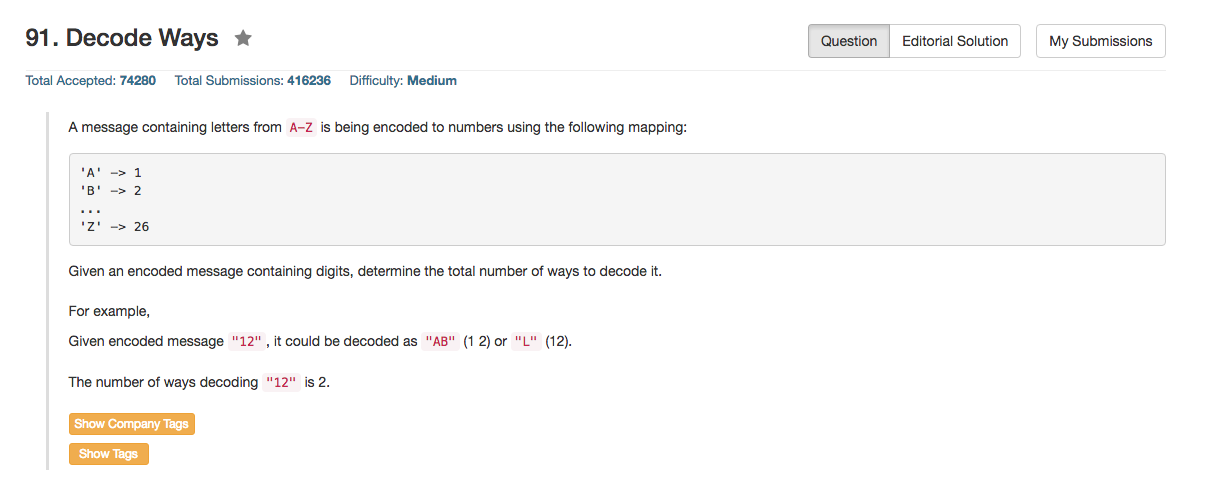 91. Decode Ways ★
Question Editorial Solution My Submissions
Total Accepted: 74280 Total Submissions: 416236 Difficulty: Medium
A message containing letters from A-Z is being encoded to numbers using the following mapping:
'A' -> 1
'B' -> 2
...
'Z' -> 26
Given an encoded message containing digits, determine the total number of ways to decode it.
For example,
Given encoded message "12" , it could be decoded as "AB" (1 2) or "L" (12).
The number of ways decoding "12" is 2.
Show Company Tags
Show Tags